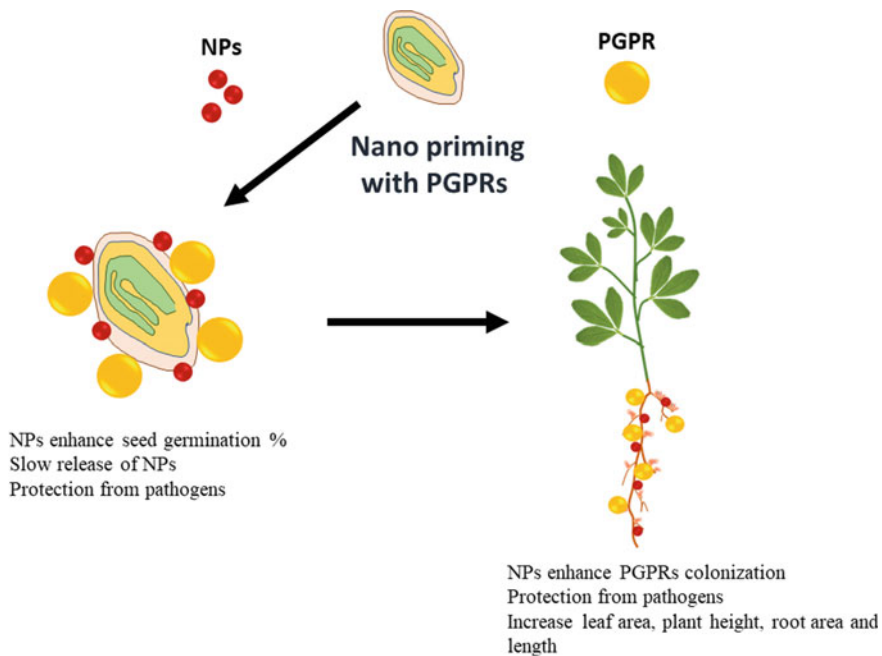 NPs
PGPR
Nano priming
with PGPRs
NPs enhance seed germination %
Slow release of NPs
Protection from pathogens
NPs enhance PGPRs colonization
Protection from pathogens
Increase leaf area, plant height, root area and
length